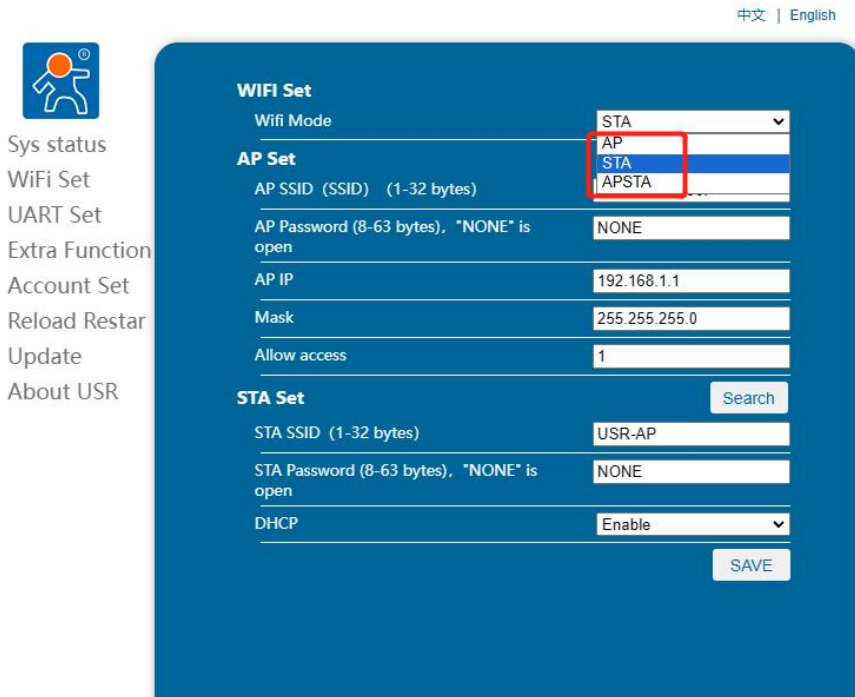 中文 | English
®
Sys status
WiFi Set
UART Set
Extra Function
Account Set
Reload Restar
Update
About USR
WIFI Set
Wifi Mode
STA
AP
STA
APSTA
AP Set
AP SSID (SSID) (1-32 bytes)
AP Password (8-63 bytes), "NONE" is
open
NONE
AP IP
192.168.1.1
Mask
255.255.255.0
Allow access
1
STA Set
Search
STA SSID (1-32 bytes)
USR-AP
STA Password (8-63 bytes), "NONE" is
open
NONE
DHCP
Enable
SAVE